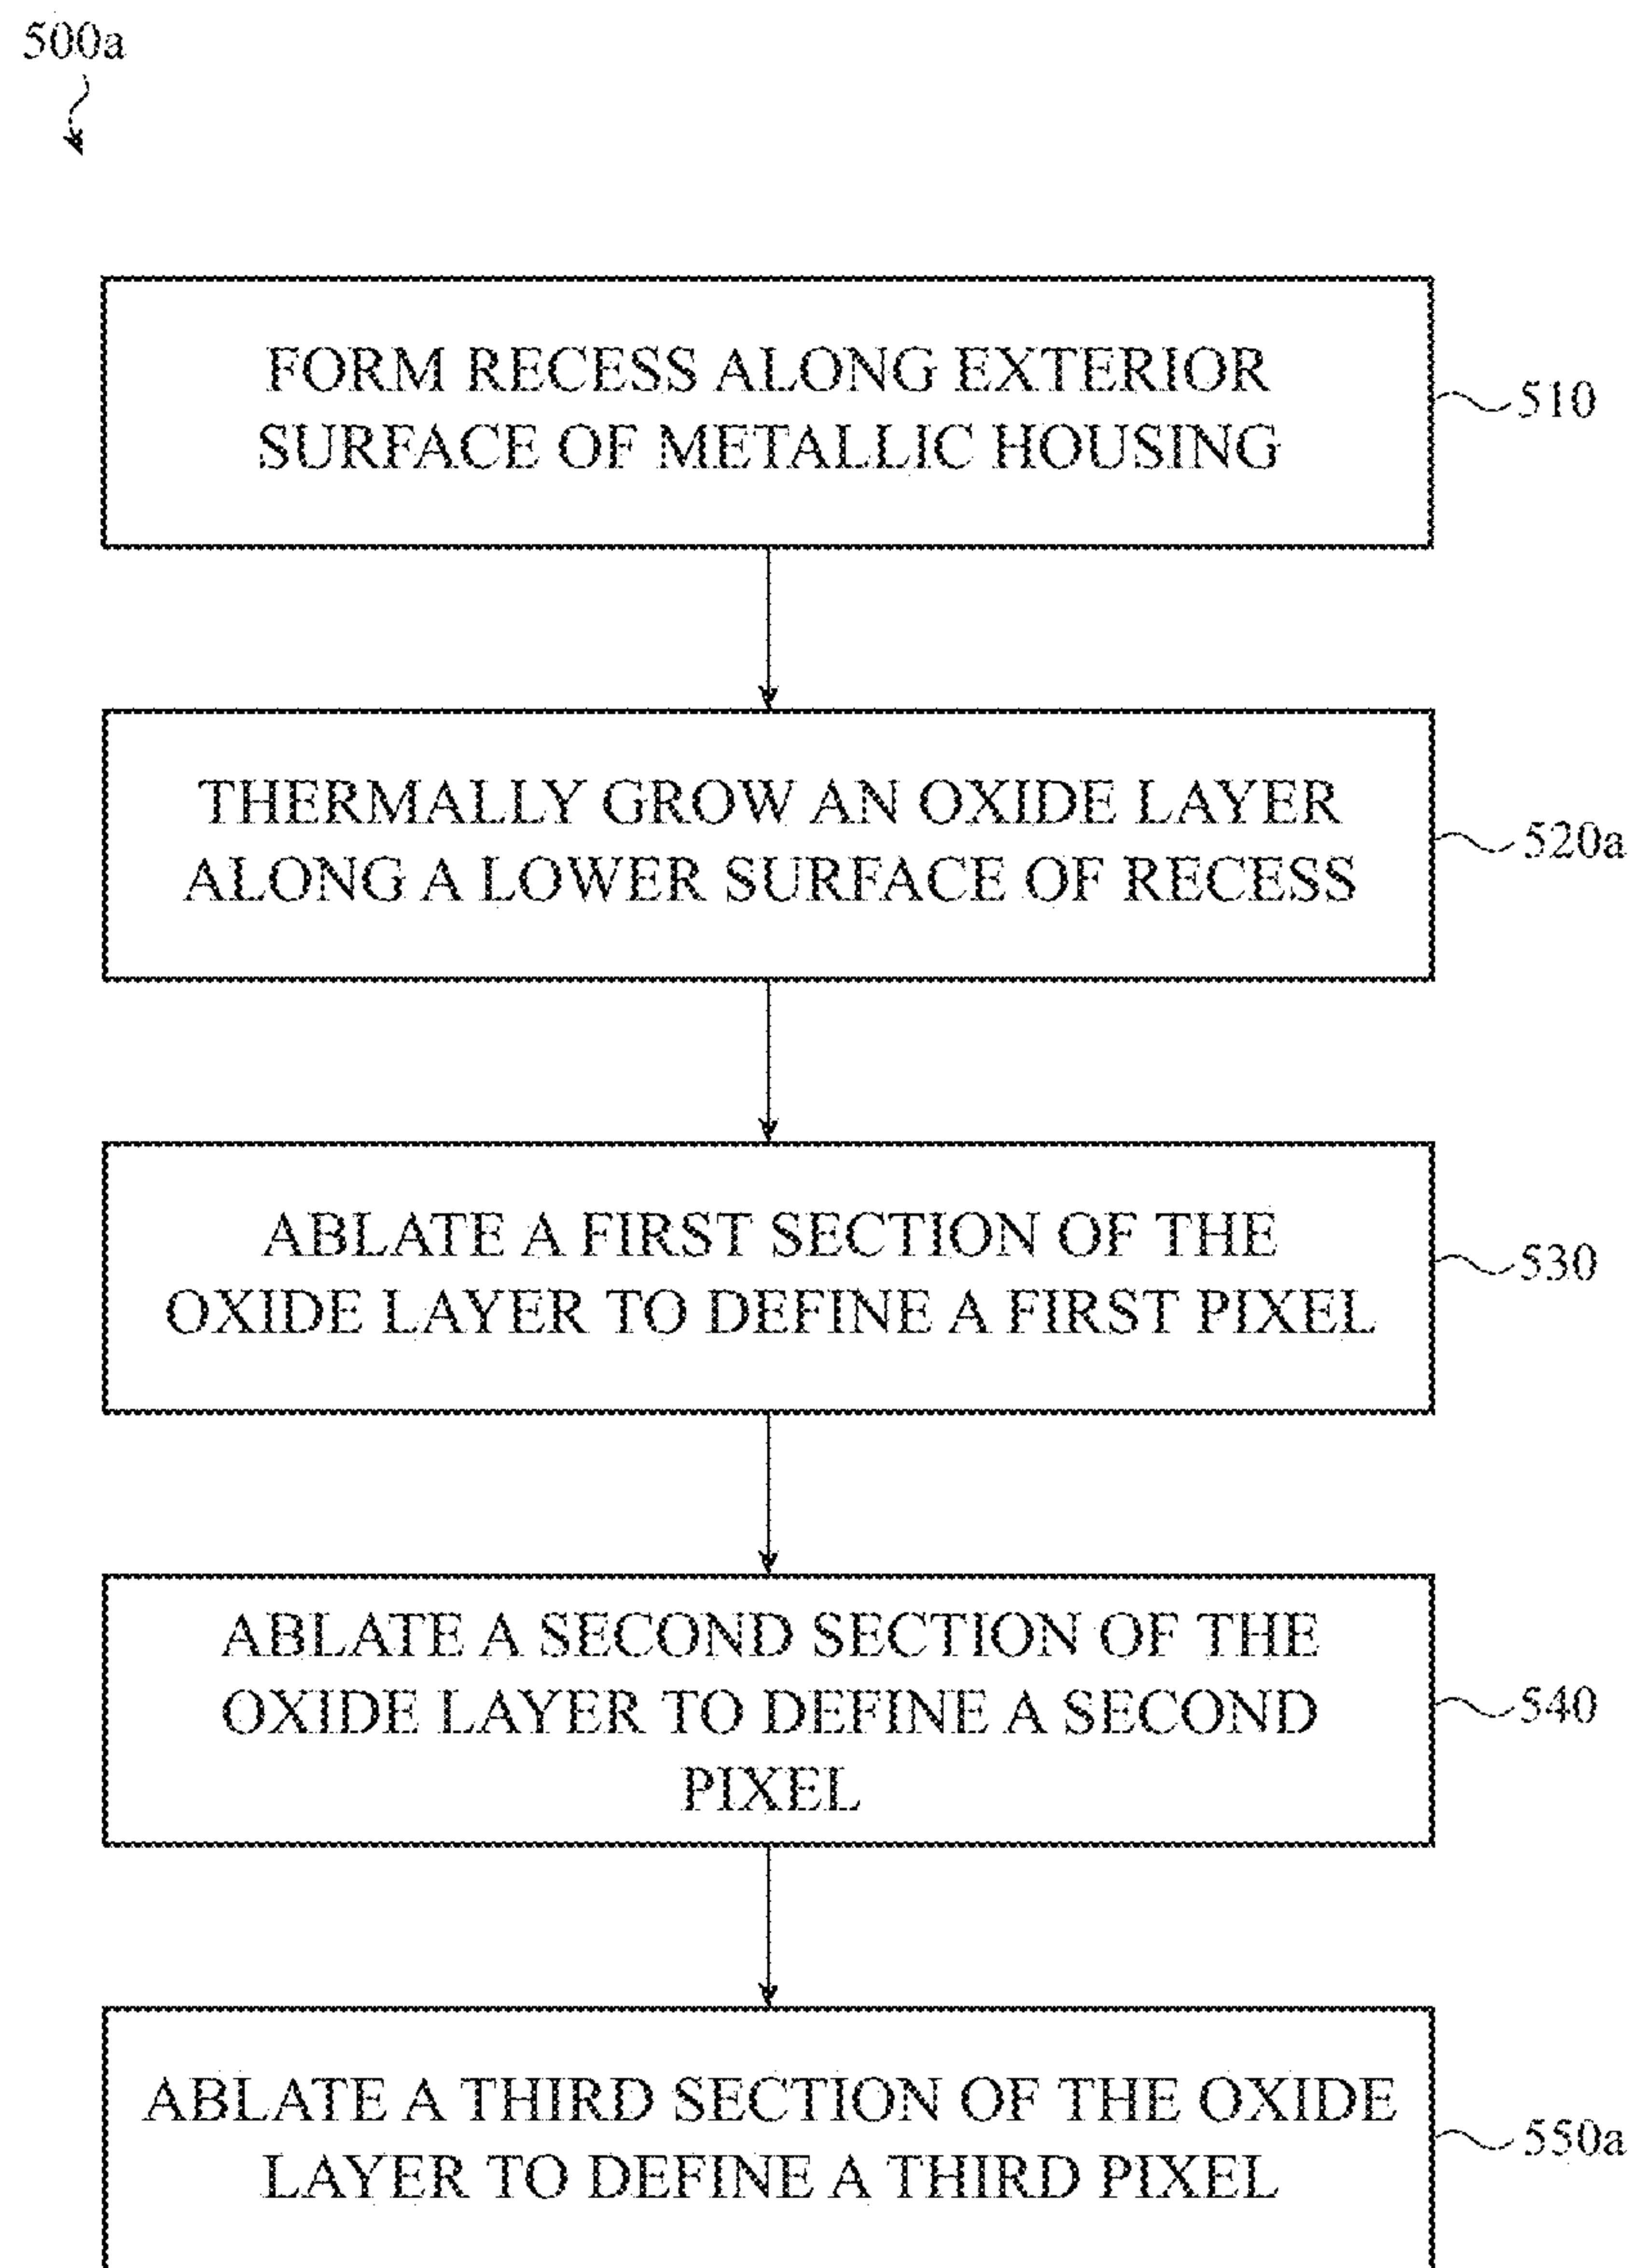 500a
FORM RECESS ALONG EXTERIOR
SURFACE OF METALLIC HOUSING
510
THERMALLY GROW AN OXIDE LAYER
ALONG A LOWER SURFACE OF RECESS
520a
ABLATE A FIRST SECTION OF THE
OXIDE LAYER TO DEFINE A FIRST PIXEL
530
ABLATE A SECOND SECTION OF THE
OXIDE LAYER TO DEFINE A SECOND
PIXEL
540
ABLATE A THIRD SECTION OF THE OXIDE
LAYER TO DEFINE A THIRD PIXEL
550a